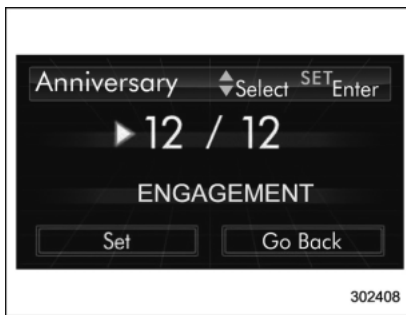 Anniversary Select SET Enter
12 / 12
ENGAGEMENT
Set Go Back
302408